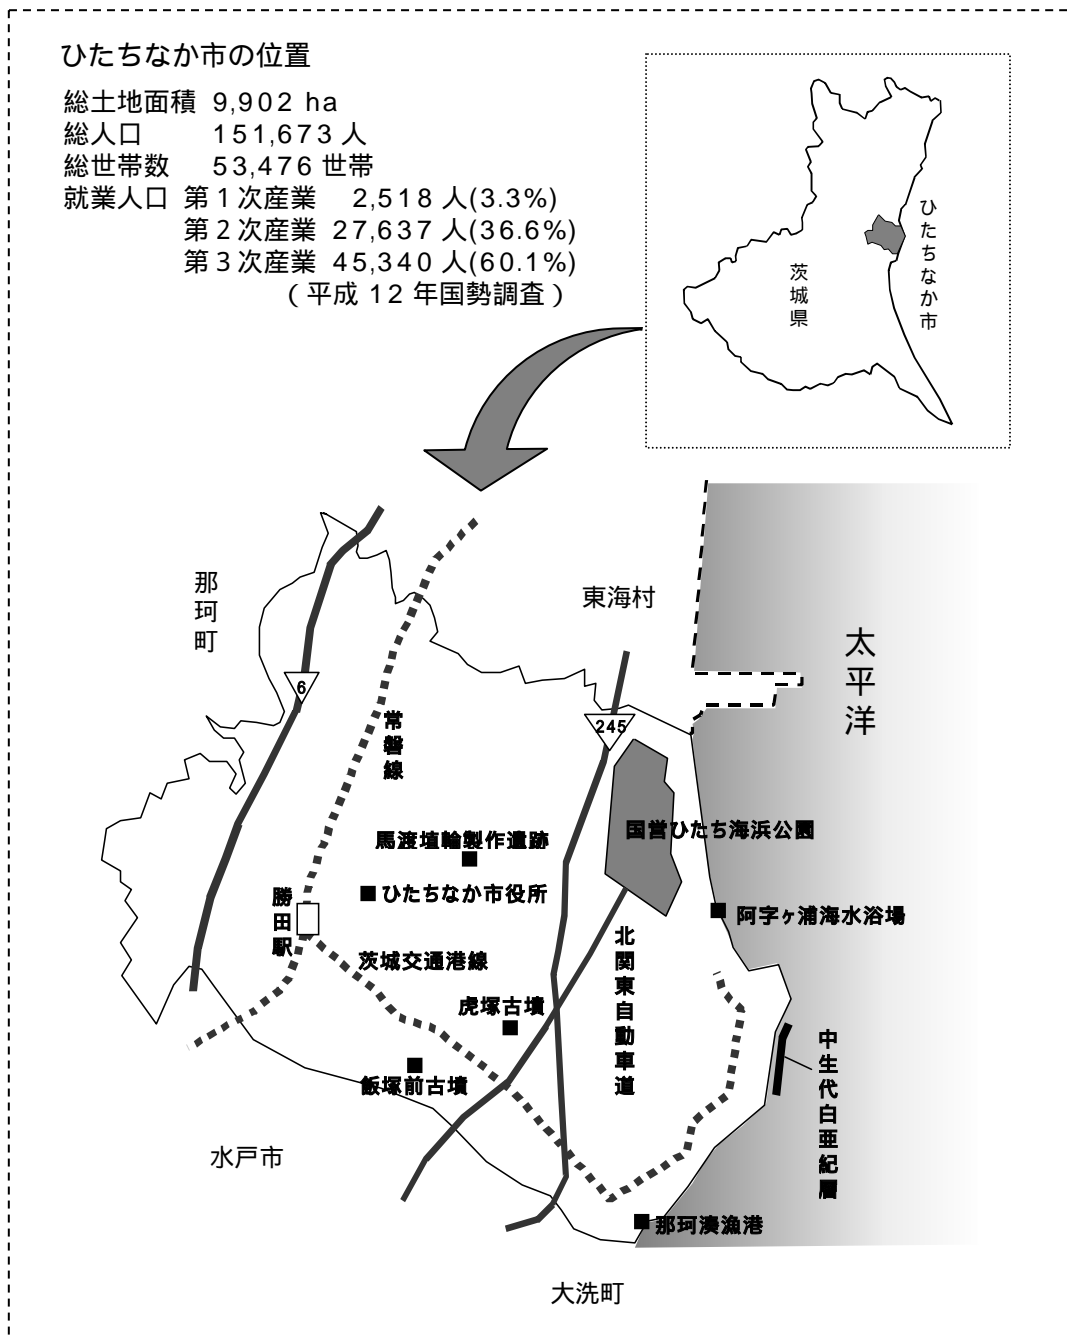 ひたちなか市の位置
総土地面積 9,902 ha
総人口 151,673 人
総世帯数 53,476 世帯
就業人口 第1次産業 2,518 人(3.3%)
第2次産業 27,637 人(36.6%)
第3次産業 45,340 人(60.1%)
(平成 12 年国勢調査)
ひたちなか市
茨城県
那珂町
東海村
太平洋
6
常磐線
245
国営ひたち海浜公園
馬渡埴輪製作遺跡
ひたちなか市役所
勝田駅
阿字ヶ浦海水浴場
北関東自動車道
茨城交通港線
虎塚古墳
中生代白亜紀層
飯塚前古墳
水戸市
那珂湊漁港
大洗町